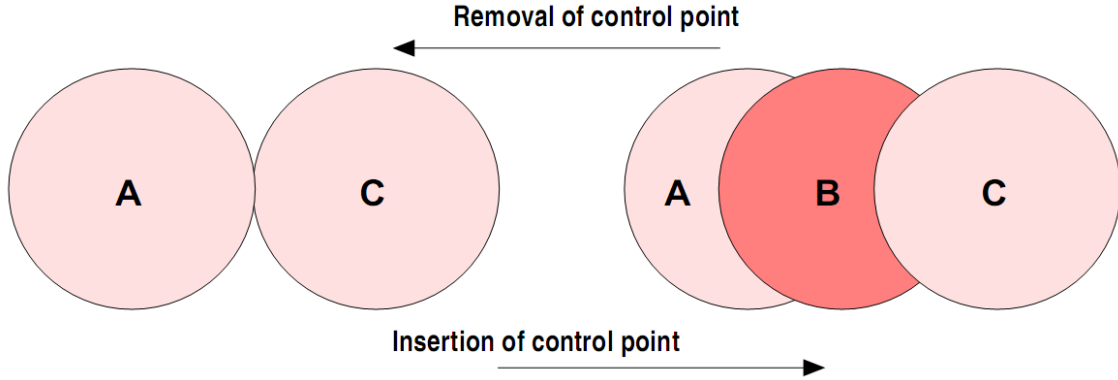 Removal of control point
A
C
A
B
C
Insertion of control point